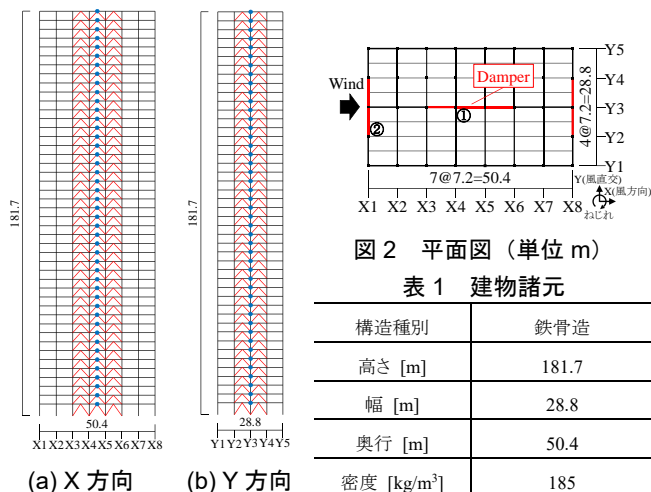 181.7
50.4
X1 X2 X3 X4 X5 X6 X7 X8
(a) X 方向
181.7
28.8
Y1 Y2 Y3 Y4 Y5
(b) Y 方向
Wind
Damper
①
②
Y5
Y4
Y3
Y2
Y1
4@7.2=28.8
7@7.2=50.4
X1 X2 X3 X4 X5 X6 X7 X8
Y(風直交)
X(風方向)
ねじれ
図 2 平面図（単位 m）
表 1 建物諸元
構造種別 鉄骨造
高さ [m] 181.7
幅 [m] 28.8
奥行 [m] 50.4
密度 [kg/m³] 185